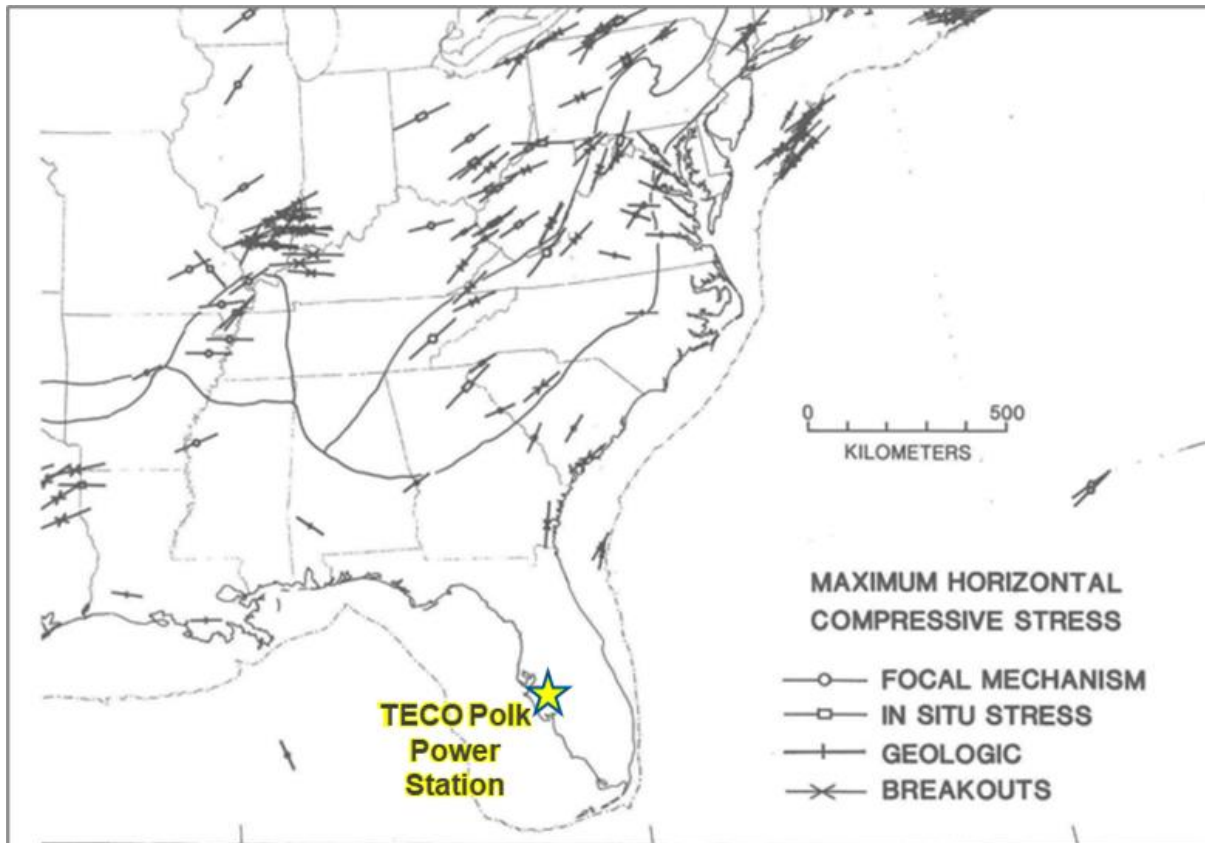 0 500
KILOMETERS
MAXIMUM HORIZONTAL
COMPRESSIVE STRESS
FOCAL MECHANISM
IN SITU STRESS
GEOLOGIC
BREAKOUTS
TECO Polk
Power
Station